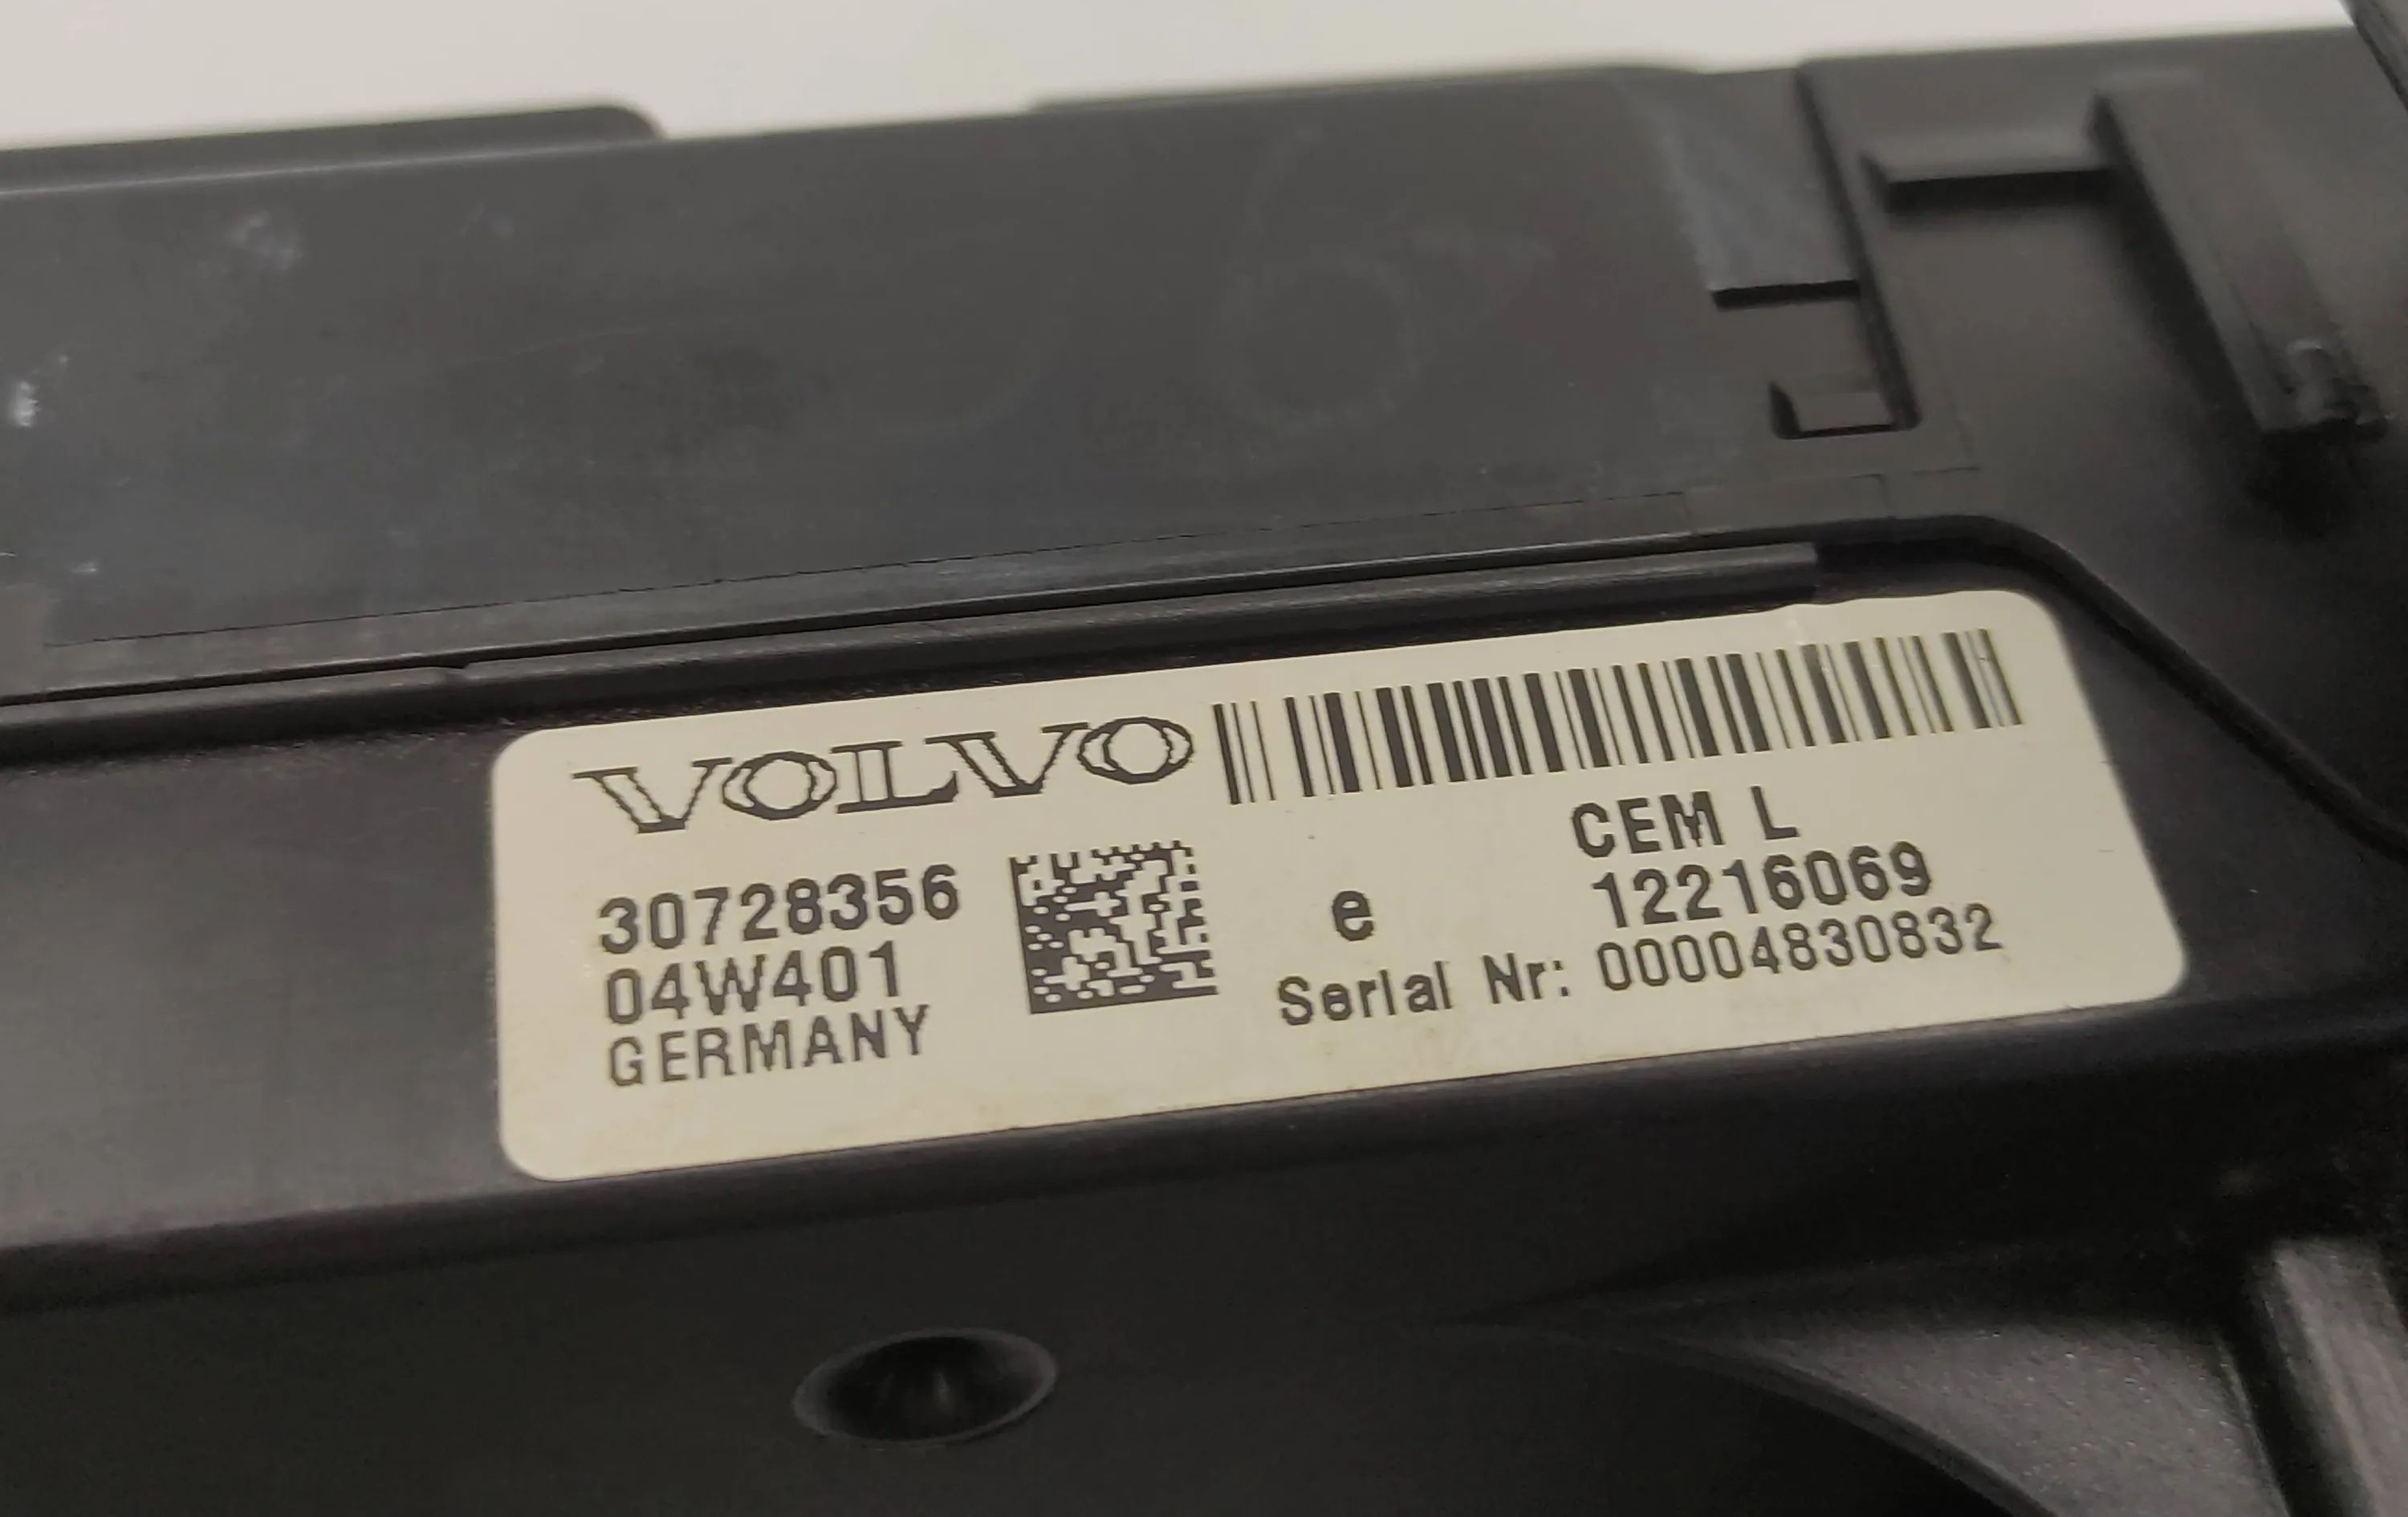 VOLVO
30728356
04W401
GERMANY
e
CEM L
12216069
Serial Nr: 00004830832